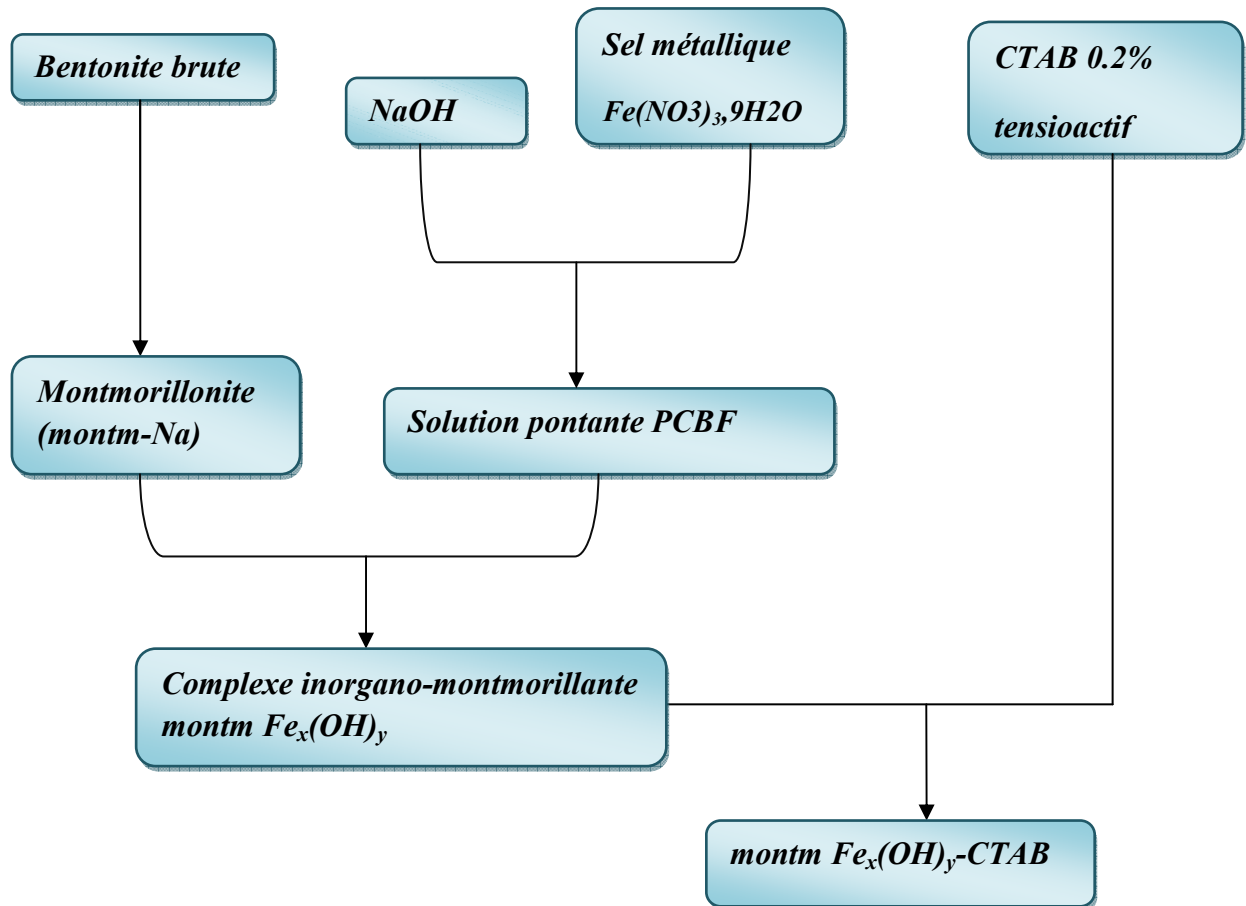 Bentonite brute
NaOH
Sel métallique
Fe(NO3)₃,9H2O
CTAB 0.2%
tensioactif
Montmorillonite
(montm-Na)
Solution pontante PCBF
Complexe inorgano-montmorillante
montm Feₓ(OH)ᵧ
montm Feₓ(OH)ᵧ-CTAB